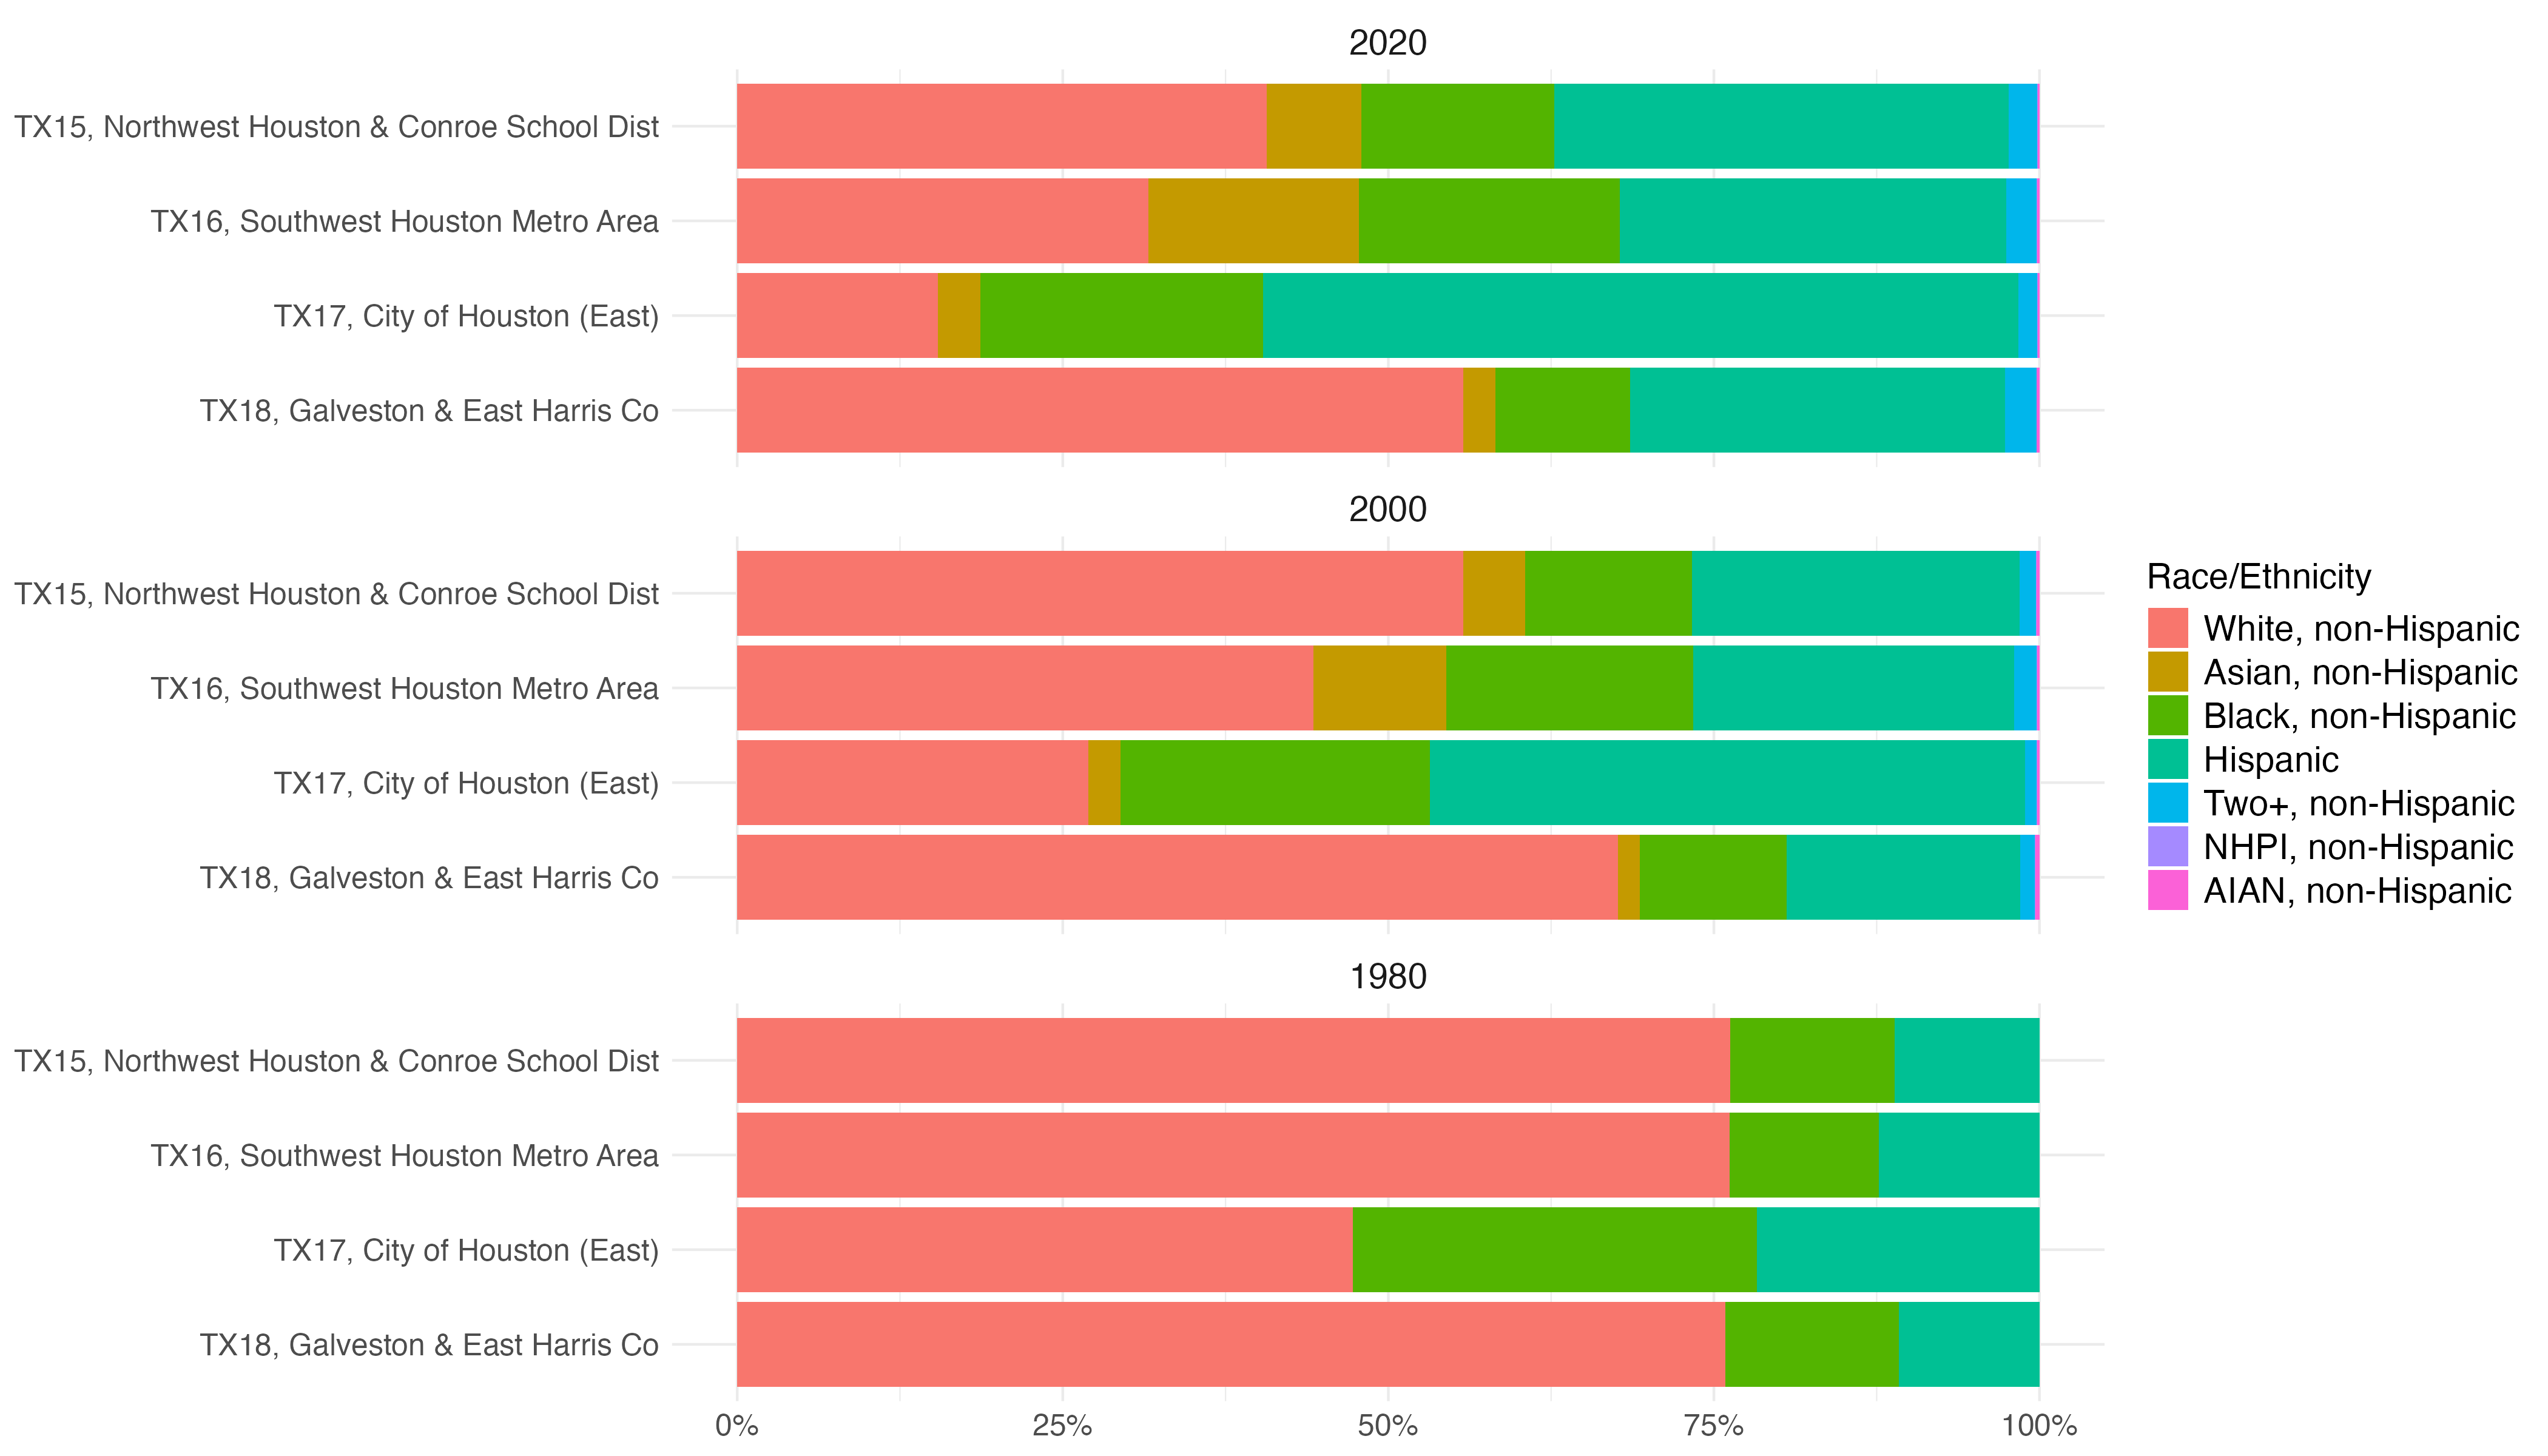 2020
TX15, Northwest Houston & Conroe School Dist
TX16, Southwest Houston Metro Area
TX17, City of Houston (East)
TX18, Galveston & East Harris Co
2000
TX15, Northwest Houston & Conroe School Dist
TX16, Southwest Houston Metro Area
TX17, City of Houston (East)
TX18, Galveston & East Harris Co
Race/Ethnicity
White, non-Hispanic
Asian, non-Hispanic
Black, non-Hispanic
Hispanic
Two+, non-Hispanic
NHPI, non-Hispanic
AIAN, non-Hispanic
1980
TX15, Northwest Houston & Conroe School Dist
TX16, Southwest Houston Metro Area
TX17, City of Houston (East)
TX18, Galveston & East Harris Co
0% 25% 50% 75% 100%